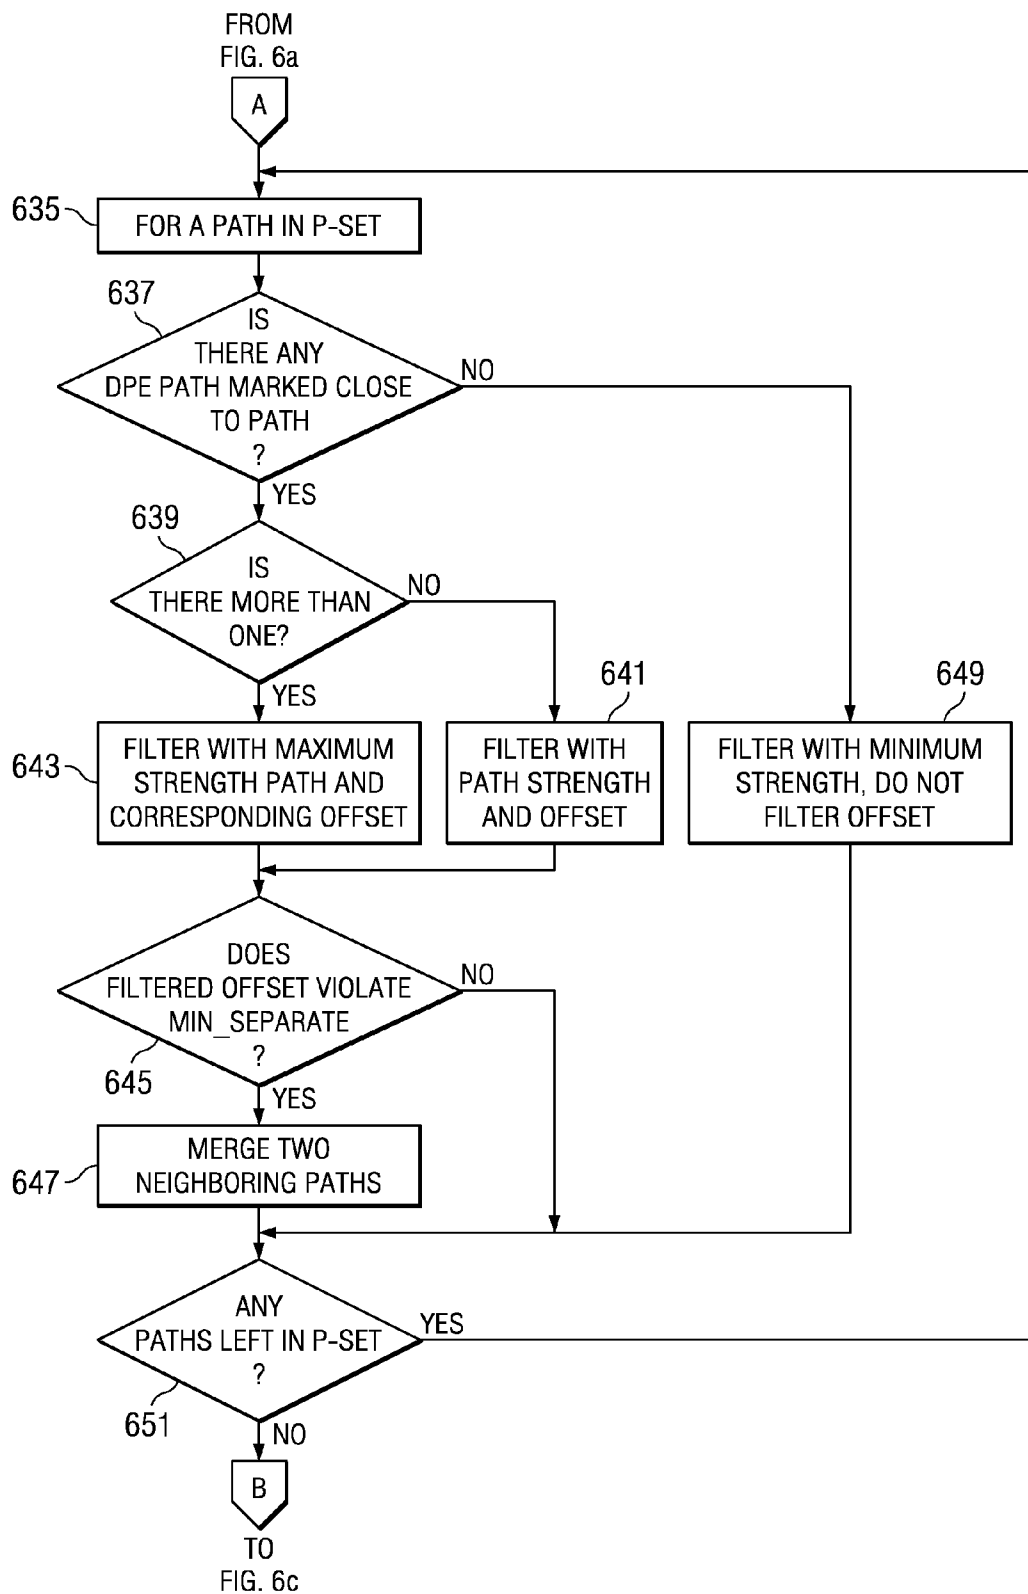 FROM
FIG. 6a
A
635
FOR A PATH IN P-SET
637
IS
THERE ANY
DPE PATH MARKED CLOSE
TO PATH
?
NO
YES
639
IS
THERE MORE THAN
ONE?
NO
YES
643
FILTER WITH MAXIMUM
STRENGTH PATH AND
CORRESPONDING OFFSET
641
FILTER WITH
PATH STRENGTH
AND OFFSET
649
FILTER WITH MINIMUM
STRENGTH, DO NOT
FILTER OFFSET
DOES
FILTERED OFFSET VIOLATE
MIN_SEPARATE
?
645
NO
YES
647
MERGE TWO
NEIGHBORING PATHS
ANY
PATHS LEFT IN P-SET
?
651
YES
NO
B
TO
FIG. 6c